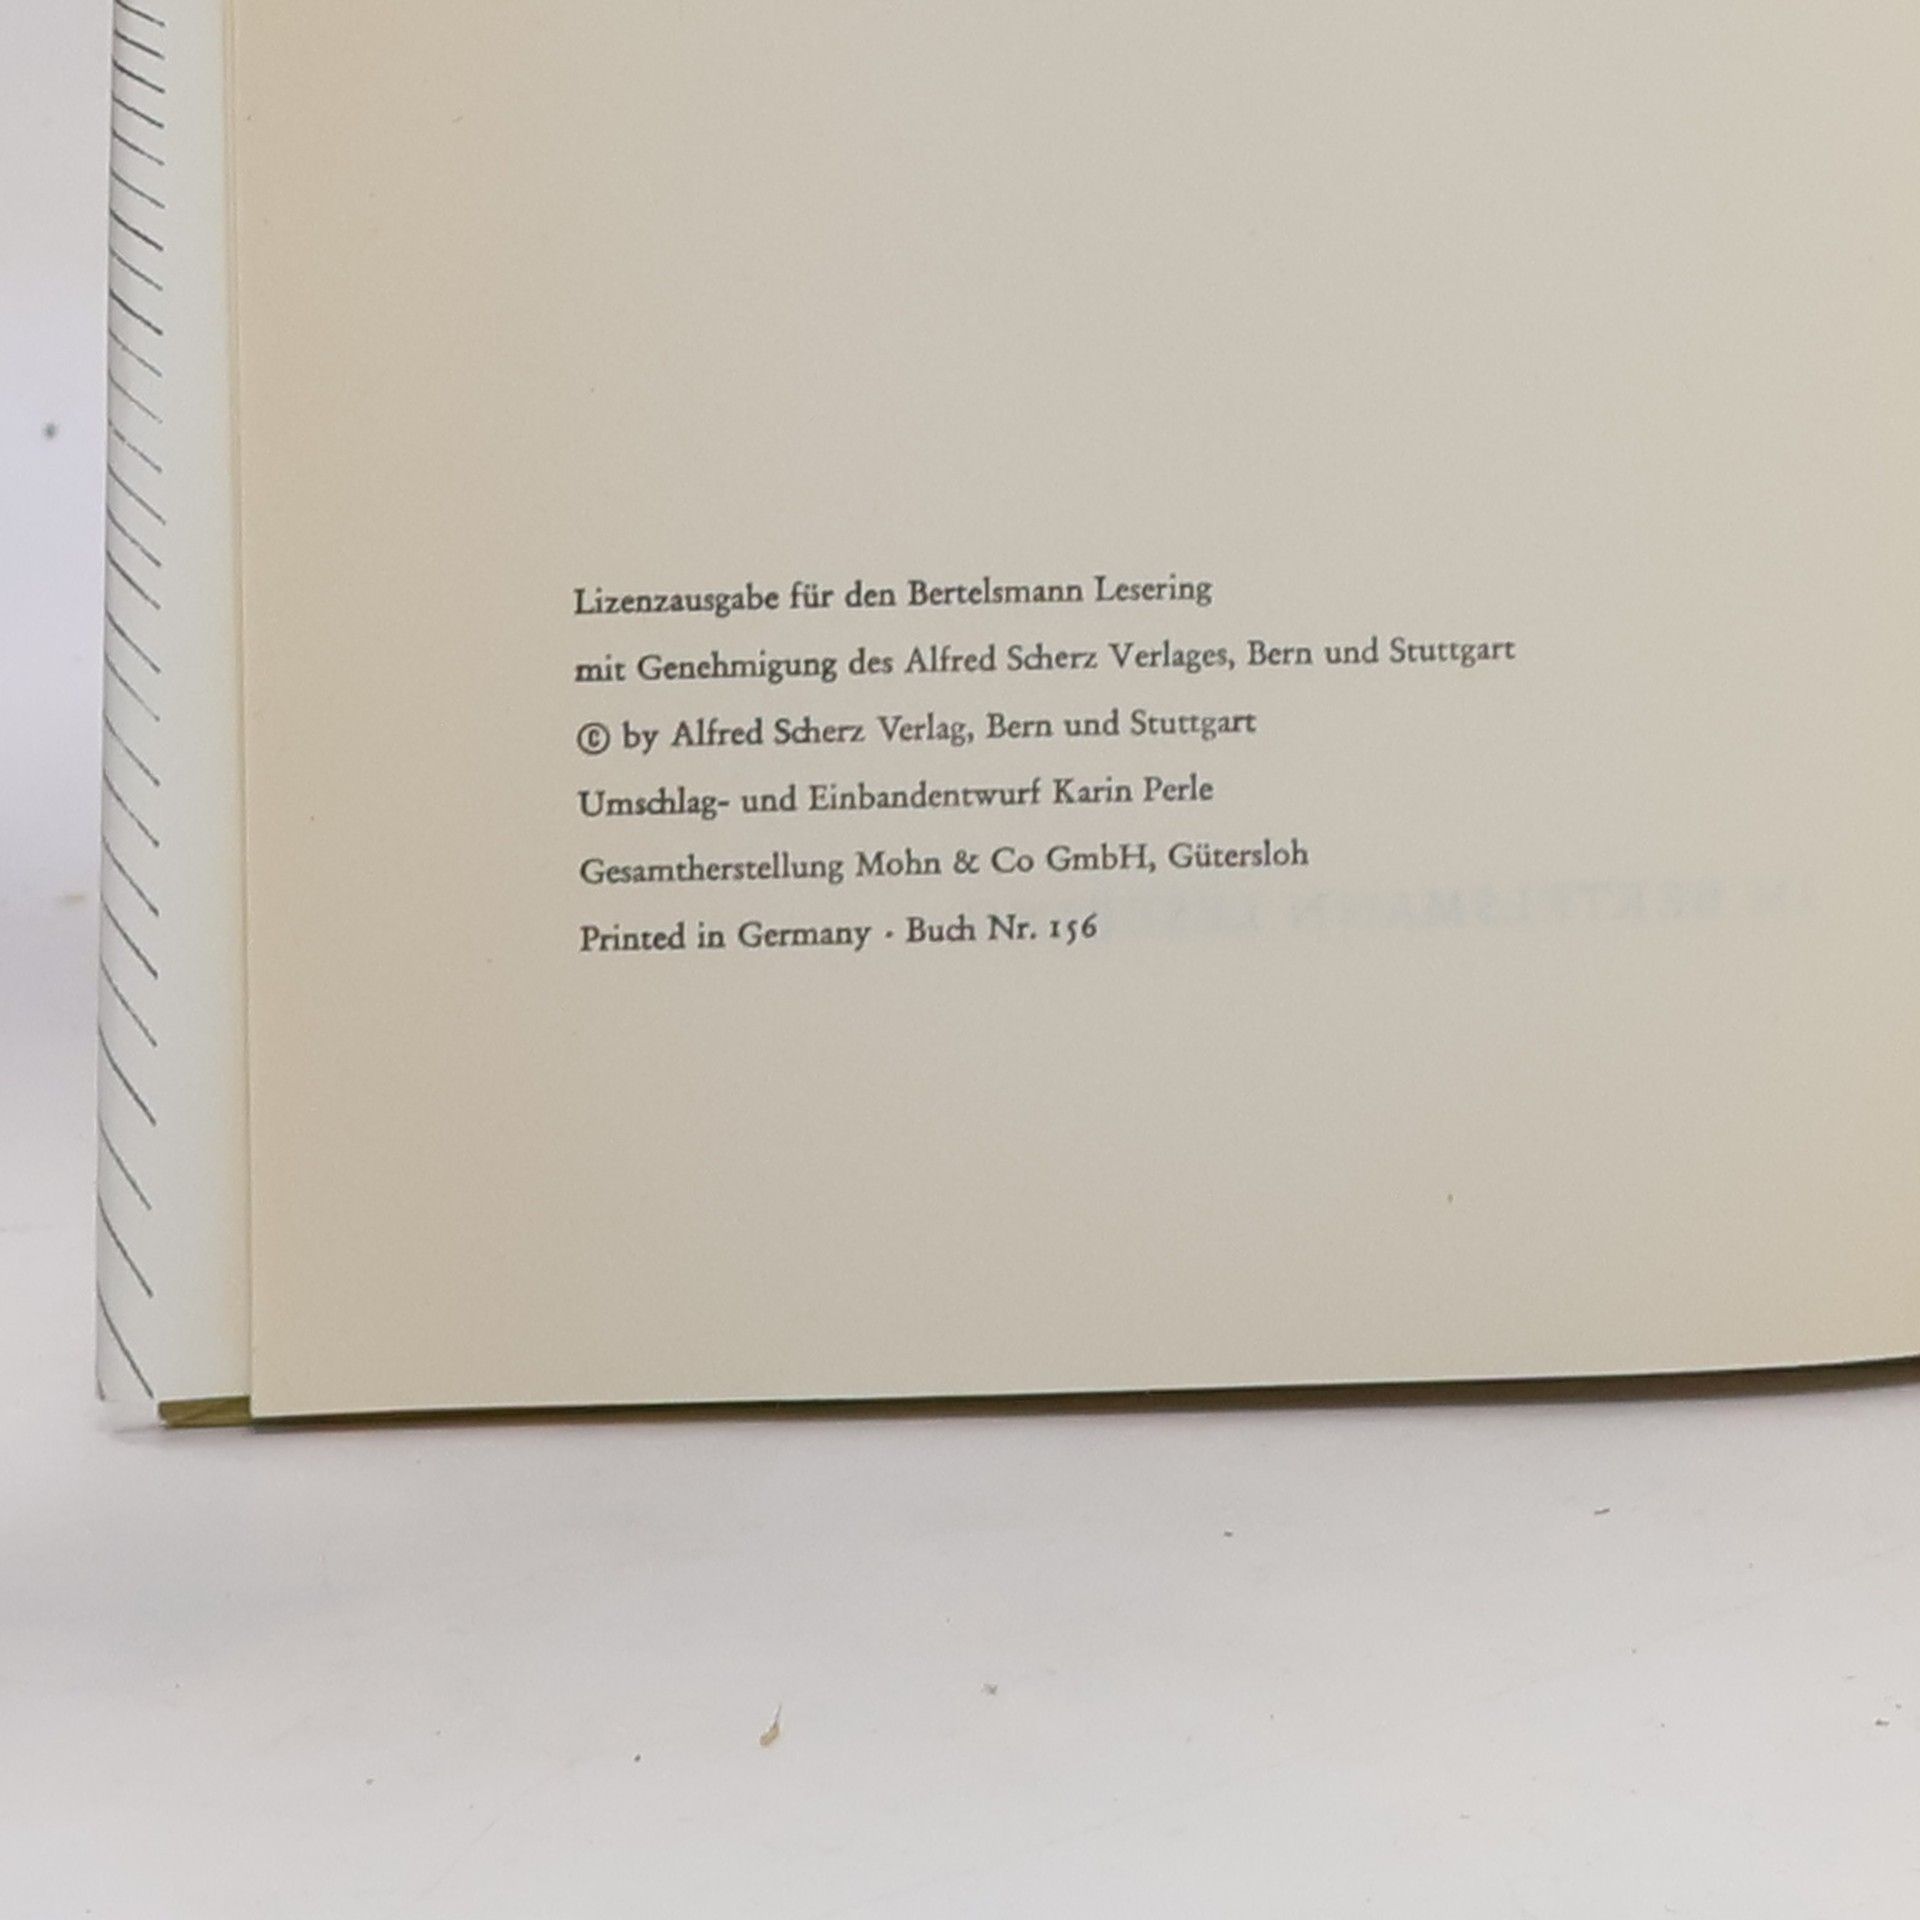 Lizenzausgabe für den Bertelsmann Lesering
mit Genehmigung des Alfred Scherz Verlages, Bern und Stuttgart
© by Alfred Scherz Verlag, Bern und Stuttgart
Umschlag- und Einbandentwurf Karin Perle
Gesamtherstellung Mohn & Co GmbH, Gütersloh
Printed in Germany · Buch Nr. 156